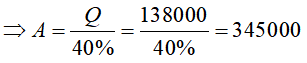 ⇒ A = Q / 40% = 138000 / 40% = 345000